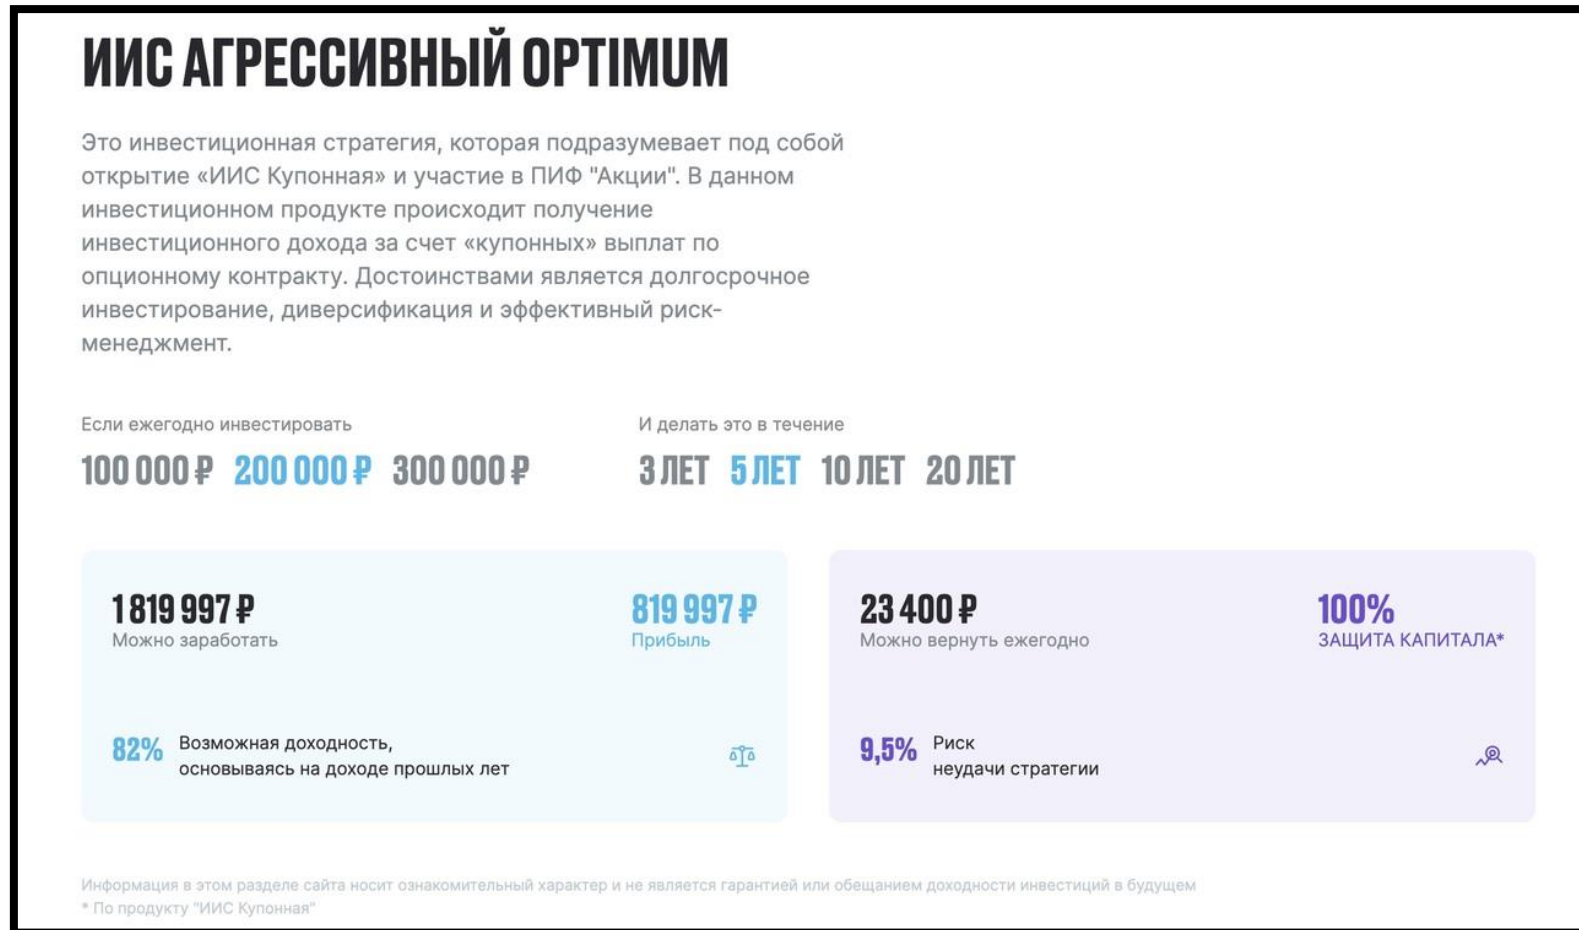 ИИС АГРЕССИВНЫЙ OPTIMUM
Это инвестиционная стратегия, которая подразумевает под собой
открытие «ИИС Купонная» и участие в ПИФ "Акции". В данном
инвестиционном продукте происходит получение
инвестиционного дохода за счет «купонных» выплат по
опционному контракту. Достоинствами является долгосрочное
инвестирование, диверсификация и эффективный риск-
менеджмент.
Если ежегодно инвестировать
100 000 ₽ 200 000 ₽ 300 000 ₽
И делать это в течение
3 ЛЕТ 5 ЛЕТ 10 ЛЕТ 20 ЛЕТ
1 819 997 ₽
Можно заработать
819 997 ₽
Прибыль
82% Возможная доходность,
основываясь на доходе прошлых лет
23 400 ₽
Можно вернуть ежегодно
100%
ЗАЩИТА КАПИТАЛА*
9,5% Риск
неудачи стратегии
Информация в этом разделе сайта носит ознакомительный характер и не является гарантией или обещанием доходности инвестиций в будущем
* По продукту "ИИС Купонная"